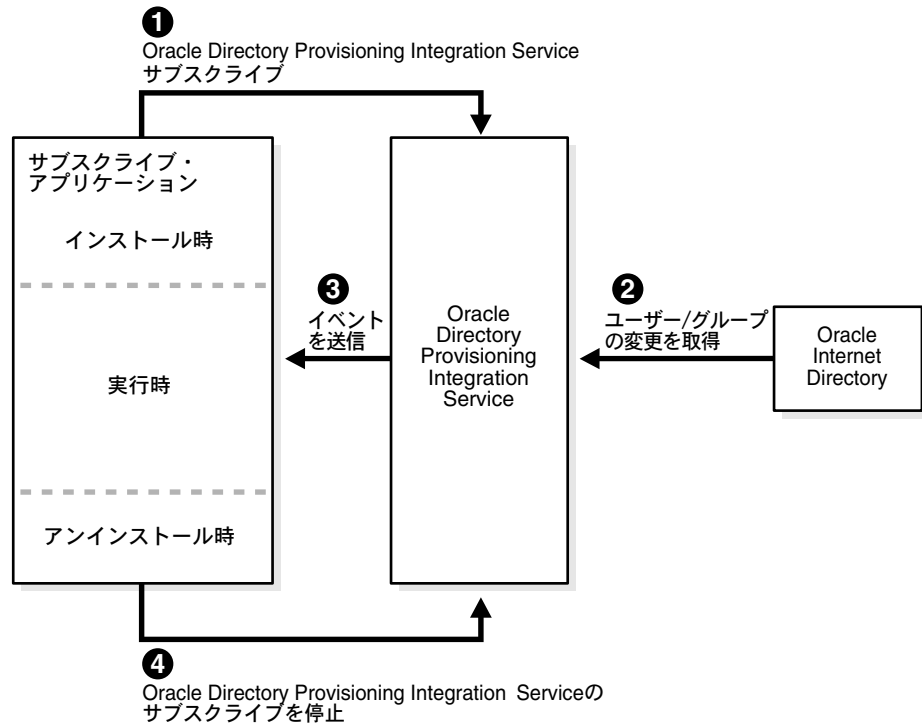 ❶
Oracle Directory Provisioning Integration Service
サブスクライブ
サブスクライブ・
アプリケーション
インストール時
実行時
アンインストール時
❸
イベント
を送信
Oracle
Directory
Provisioning
Integration
Service
❷
ユーザー/グループ
の変更を取得
Oracle
Internet
Directory
❹
Oracle Directory Provisioning Integration Serviceの
サブスクライブを停止